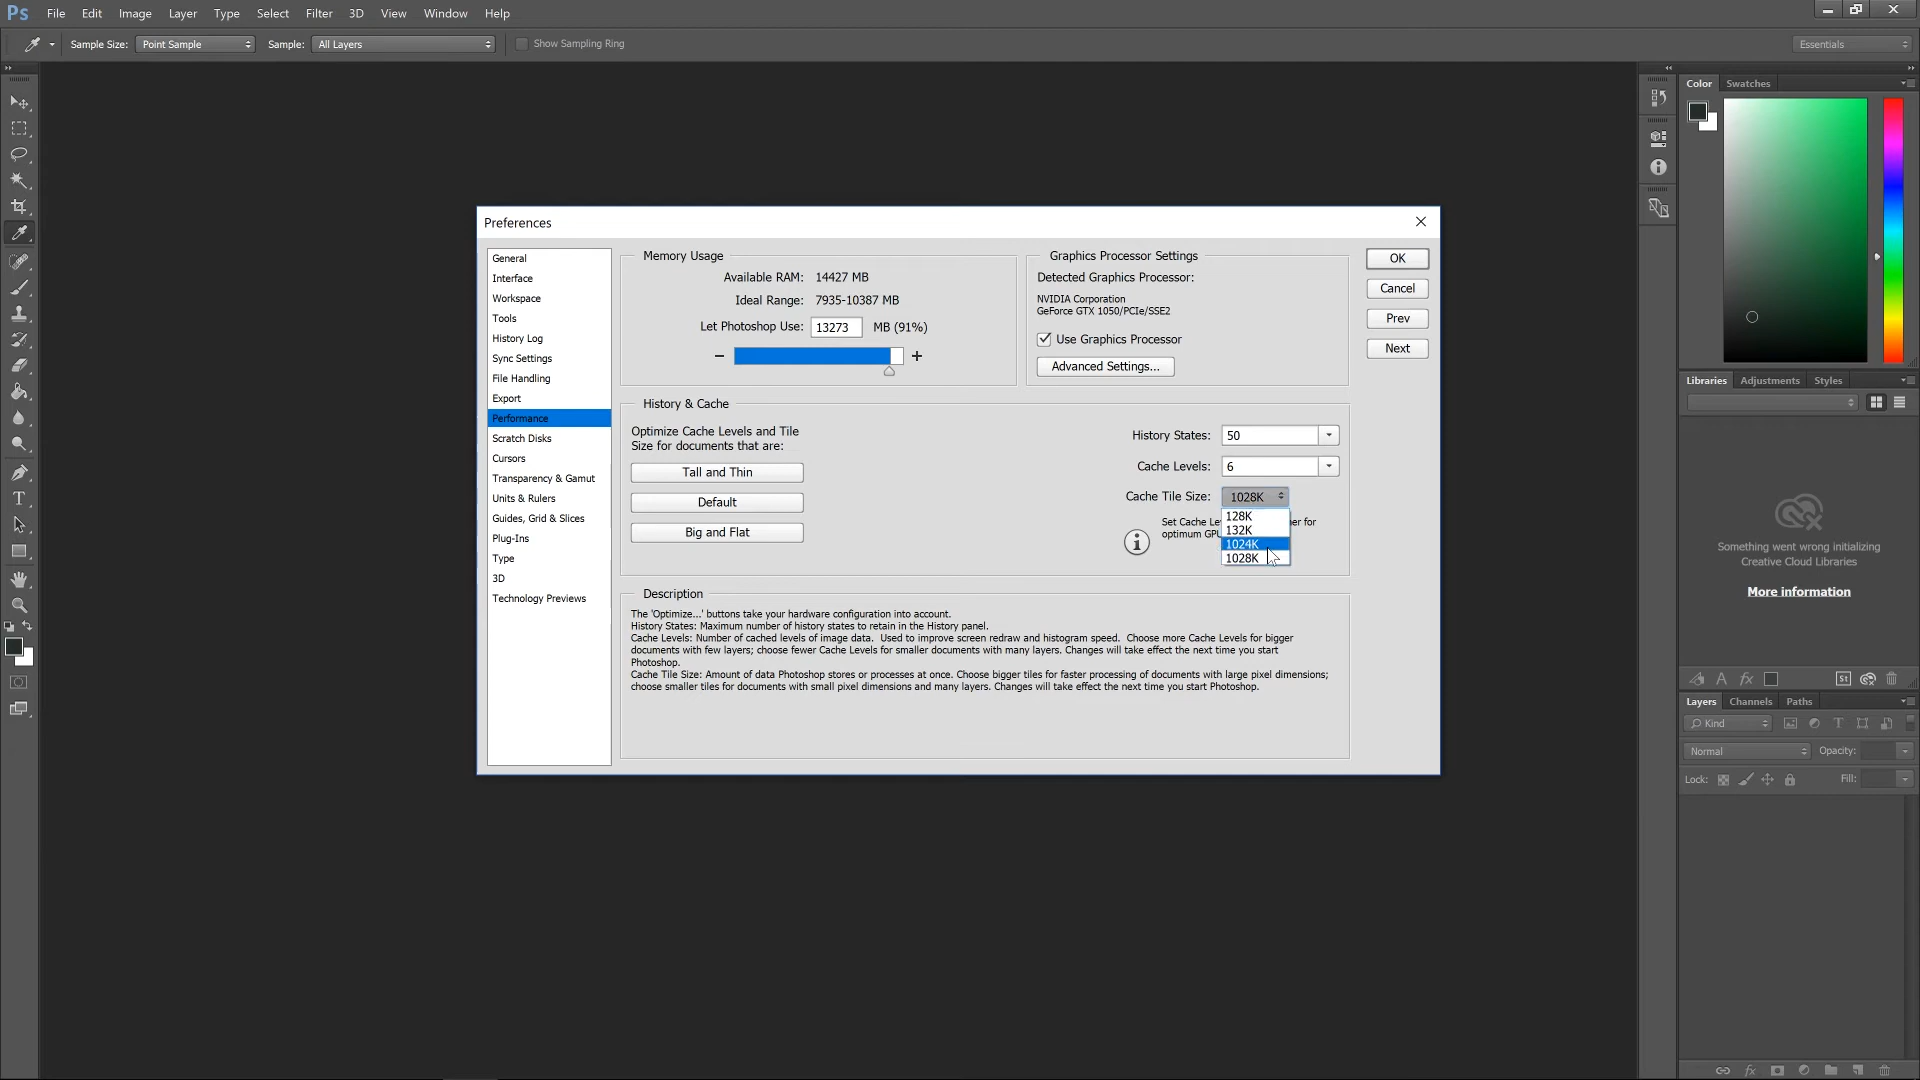 Ps File Edit Image Layer Type Select Filter 3D View Window Help
Sample Size: Point Sample Sample: All Layers Show Sampling Ring Essentials
Color Swatches
Preferences
General
Interface
Workspace
Tools
History Log
Sync Settings
File Handling
Export
Performance
Scratch Disks
Cursors
Transparency & Gamut
Units & Rulers
Guides, Grid & Slices
Plug-Ins
Type
3D
Technology Previews
Memory Usage
Available RAM: 14427 MB
Ideal Range: 7935-10387 MB
Let Photoshop Use: 13273 MB (91%)
Graphics Processor Settings
Detected Graphics Processor:
NVIDIA Corporation
GeForce GTX 1050/PCIe/SSE2
Use Graphics Processor
Advanced Settings...
OK
Cancel
Prev
Next
History & Cache
Optimize Cache Levels and Tile
Size for documents that are:
Tall and Thin
Default
Big and Flat
History States: 50
Cache Levels: 6
Cache Tile Size: 1028K
128K
132K
1024K
1028K
Set Cache Le
optimum GPU
her for
Description
The 'Optimize...' buttons take your hardware configuration into account.
History States: Maximum number of history states to retain in the History panel.
Cache Levels: Number of cached levels of image data. Used to improve screen redraw and histogram speed. Choose more Cache Levels for bigger
documents with few layers; choose fewer Cache Levels for smaller documents with many layers. Changes will take effect the next time you start
Photoshop.
Cache Tile Size: Amount of data Photoshop stores or processes at once. Choose bigger tiles for faster processing of documents with large pixel dimensions;
choose smaller tiles for documents with small pixel dimensions and many layers. Changes will take effect the next time you start Photoshop.
Libraries Adjustments Styles
Something went wrong initializing
Creative Cloud Libraries
More information
St
Layers Channels Paths
Kind
Normal Opacity:
Lock: Fill: